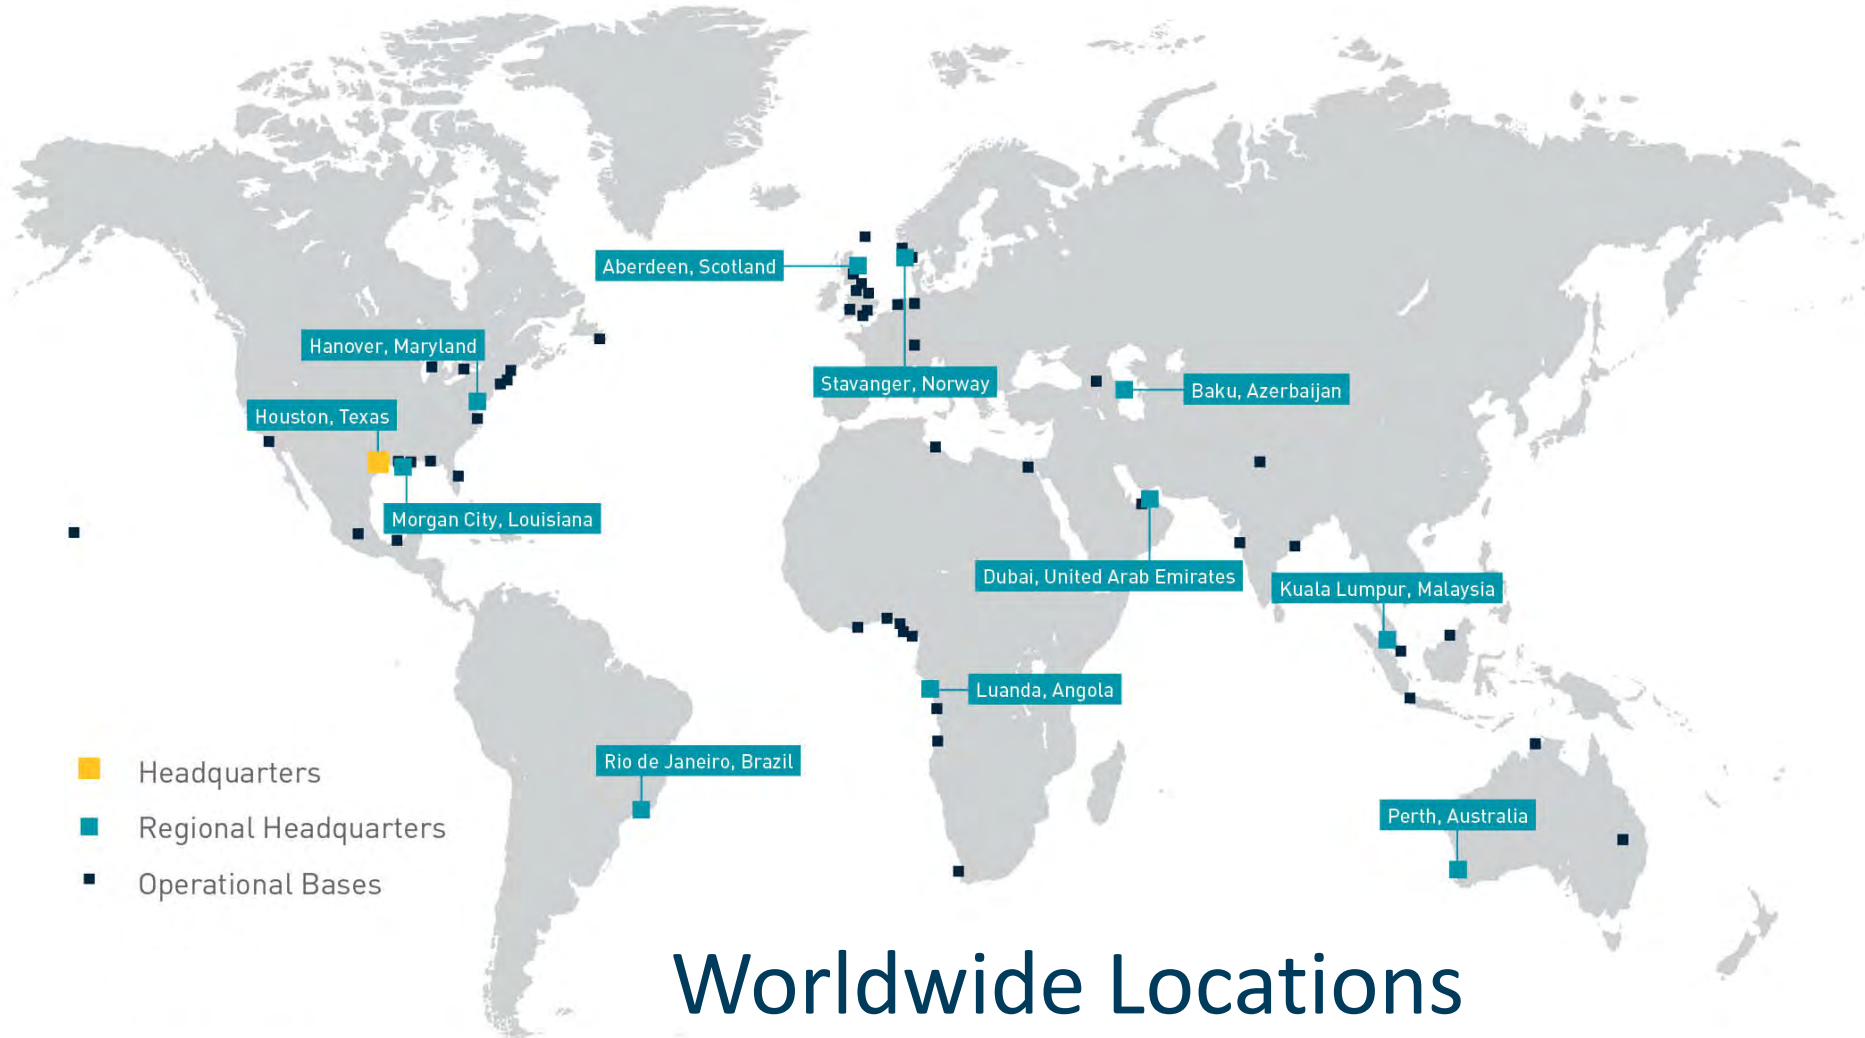 Aberdeen, Scotland
Hanover, Maryland
Stavanger, Norway
Baku, Azerbaijan
Houston, Texas
Morgan City, Louisiana
Dubai, United Arab Emirates
Kuala Lumpur, Malaysia
Luanda, Angola
Rio de Janeiro, Brazil
Perth, Australia
Headquarters
Regional Headquarters
Operational Bases
Worldwide Locations